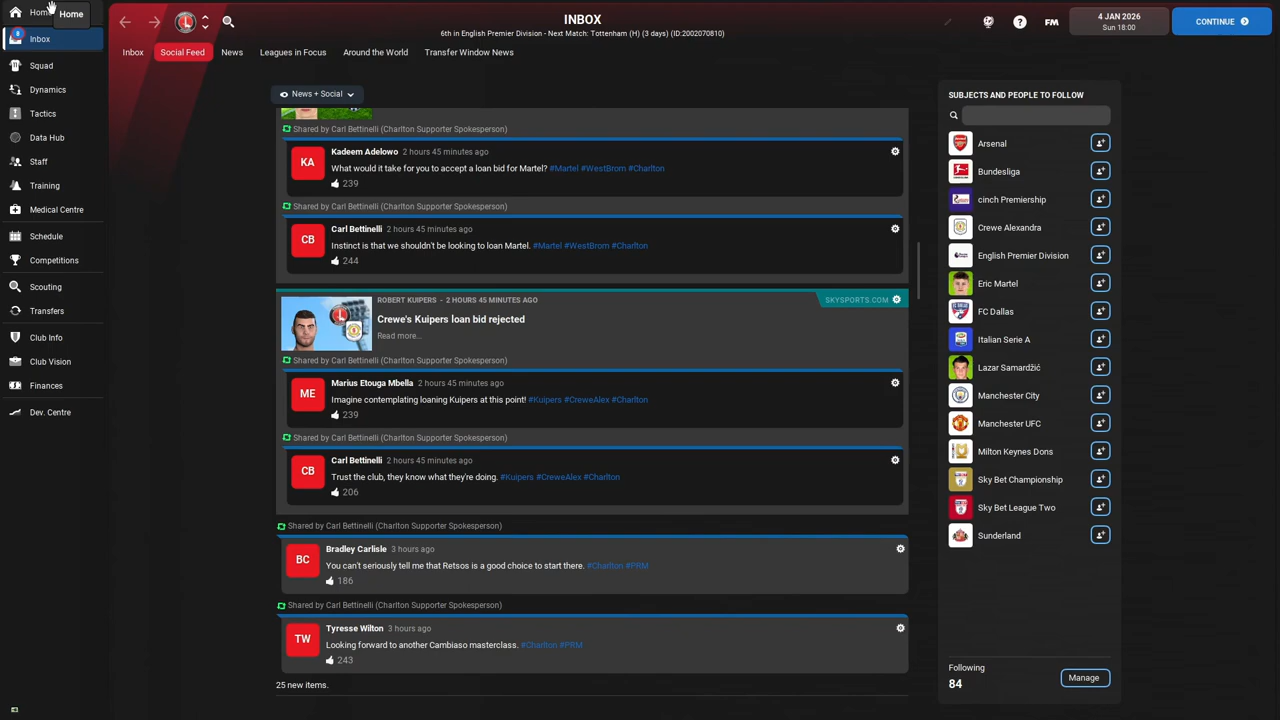 Home
Home
8
Inbox
Squad
Dynamics
Tactics
Data Hub
Staff
Training
Medical Centre
Schedule
Competitions
Scouting
Transfers
Club Info
Club Vision
Finances
Dev. Centre
INBOX
6th in English Premier Division - Next Match: Tottenham (H) (3 days) (ID:2002070810)
?
FM
4 JAN 2026
Sun 18:00
CONTINUE
Inbox
Social Feed
News
Leagues in Focus
Around the World
Transfer Window News
News + Social
Shared by Carl Bettinelli (Charlton Supporter Spokesperson)
KA
Kadeem Adelowo 2 hours 45 minutes ago
What would it take for you to accept a loan bid for Martel? #Martel #WestBrom #Charlton
239
Shared by Carl Bettinelli (Charlton Supporter Spokesperson)
CB
Carl Bettinelli 2 hours 45 minutes ago
Instinct is that we shouldn't be looking to loan Martel. #Martel #WestBrom #Charlton
244
ROBERT KUIPERS - 2 HOURS 45 MINUTES AGO
SKYSPORTS.COM
Crewe's Kuipers loan bid rejected
Read more...
Shared by Carl Bettinelli (Charlton Supporter Spokesperson)
ME
Marius Etouga Mbella 2 hours 45 minutes ago
Imagine contemplating loaning Kuipers at this point! #Kuipers #CreweAlex #Charlton
239
Shared by Carl Bettinelli (Charlton Supporter Spokesperson)
CB
Carl Bettinelli 2 hours 45 minutes ago
Trust the club, they know what they're doing. #Kuipers #CreweAlex #Charlton
206
Shared by Carl Bettinelli (Charlton Supporter Spokesperson)
BC
Bradley Carlisle 3 hours ago
You can't seriously tell me that Retsos is a good choice to start there. #Charlton #PRM
186
Shared by Carl Bettinelli (Charlton Supporter Spokesperson)
TW
Tyresse Wilton 3 hours ago
Looking forward to another Cambiaso masterclass. #Charlton #PRM
243
25 new items.
SUBJECTS AND PEOPLE TO FOLLOW
Arsenal
Bundesliga
cinch Premiership
Crewe Alexandra
English Premier Division
Eric Martel
FC Dallas
Italian Serie A
Lazar Samardžić
Manchester City
Manchester UFC
Milton Keynes Dons
Sky Bet Championship
Sky Bet League Two
Sunderland
Following
84
Manage